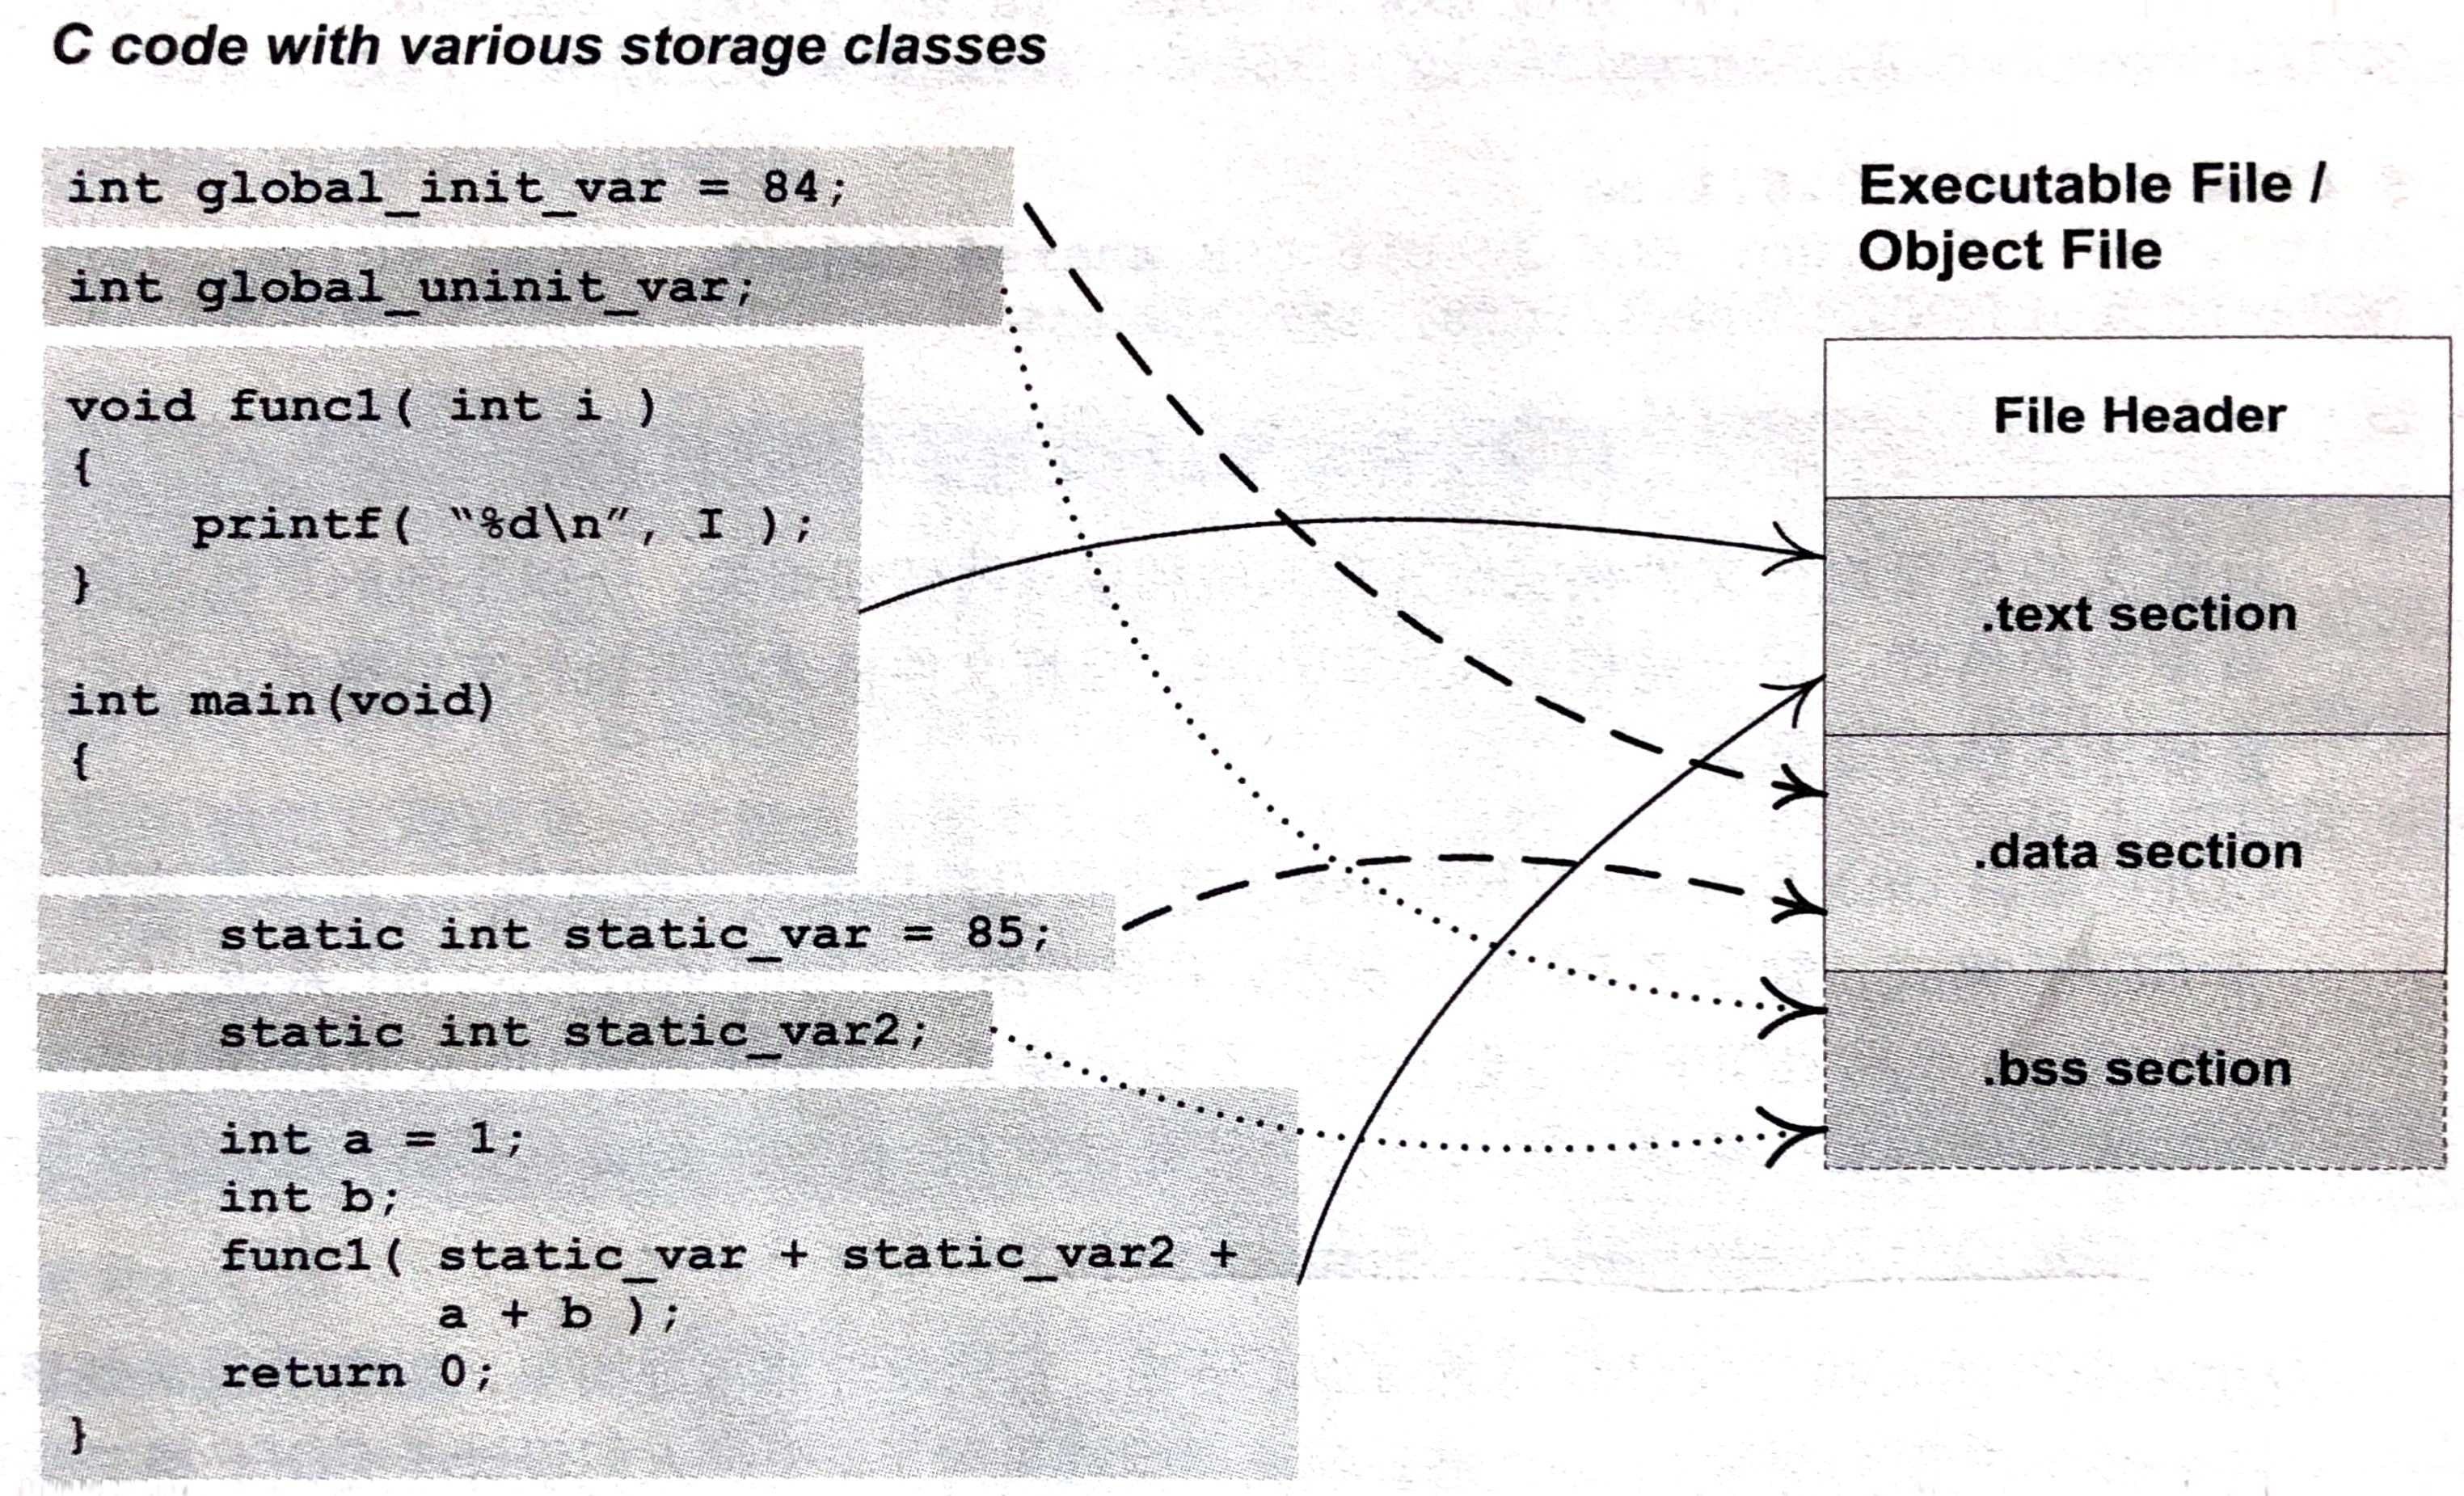 C code with various storage classes
int global_init_var = 84;
int global_uninit_var;
void func1( int i )
{
printf( “%d\n”, I );
}
int main(void)
{
static int static_var = 85;
static int static_var2;
int a = 1;
int b;
func1( static_var + static_var2 +
a + b );
return 0;
}
Executable File /
Object File
File Header
.text section
.data section
.bss section